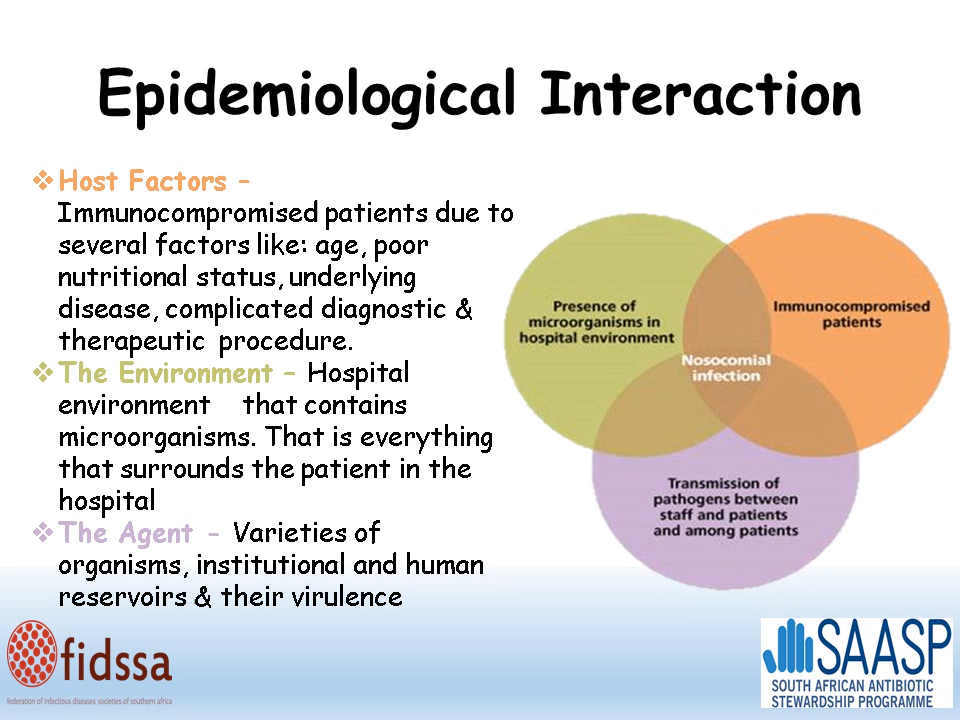 Epidemiological Interaction
Host Factors –
Immunocompromised patients due to
several factors like: age, poor
nutritional status, underlying
disease, complicated diagnostic &
therapeutic procedure.
The Environment – Hospital
environment that contains
microorganisms. That is everything
that surrounds the patient in the
hospital
The Agent - Varieties of
organisms, institutional and human
reservoirs & their virulence
Presence of
microorganisms in
hospital environment
Immunocompromised
patients
Nosocomial
infection
Transmission of
pathogens between
staff and patients
and among patients
fidssa
federation of infectious diseases societies of southern africa
SAASP
SOUTH AFRICAN ANTIBIOTIC
STEWARDSHIP PROGRAMME